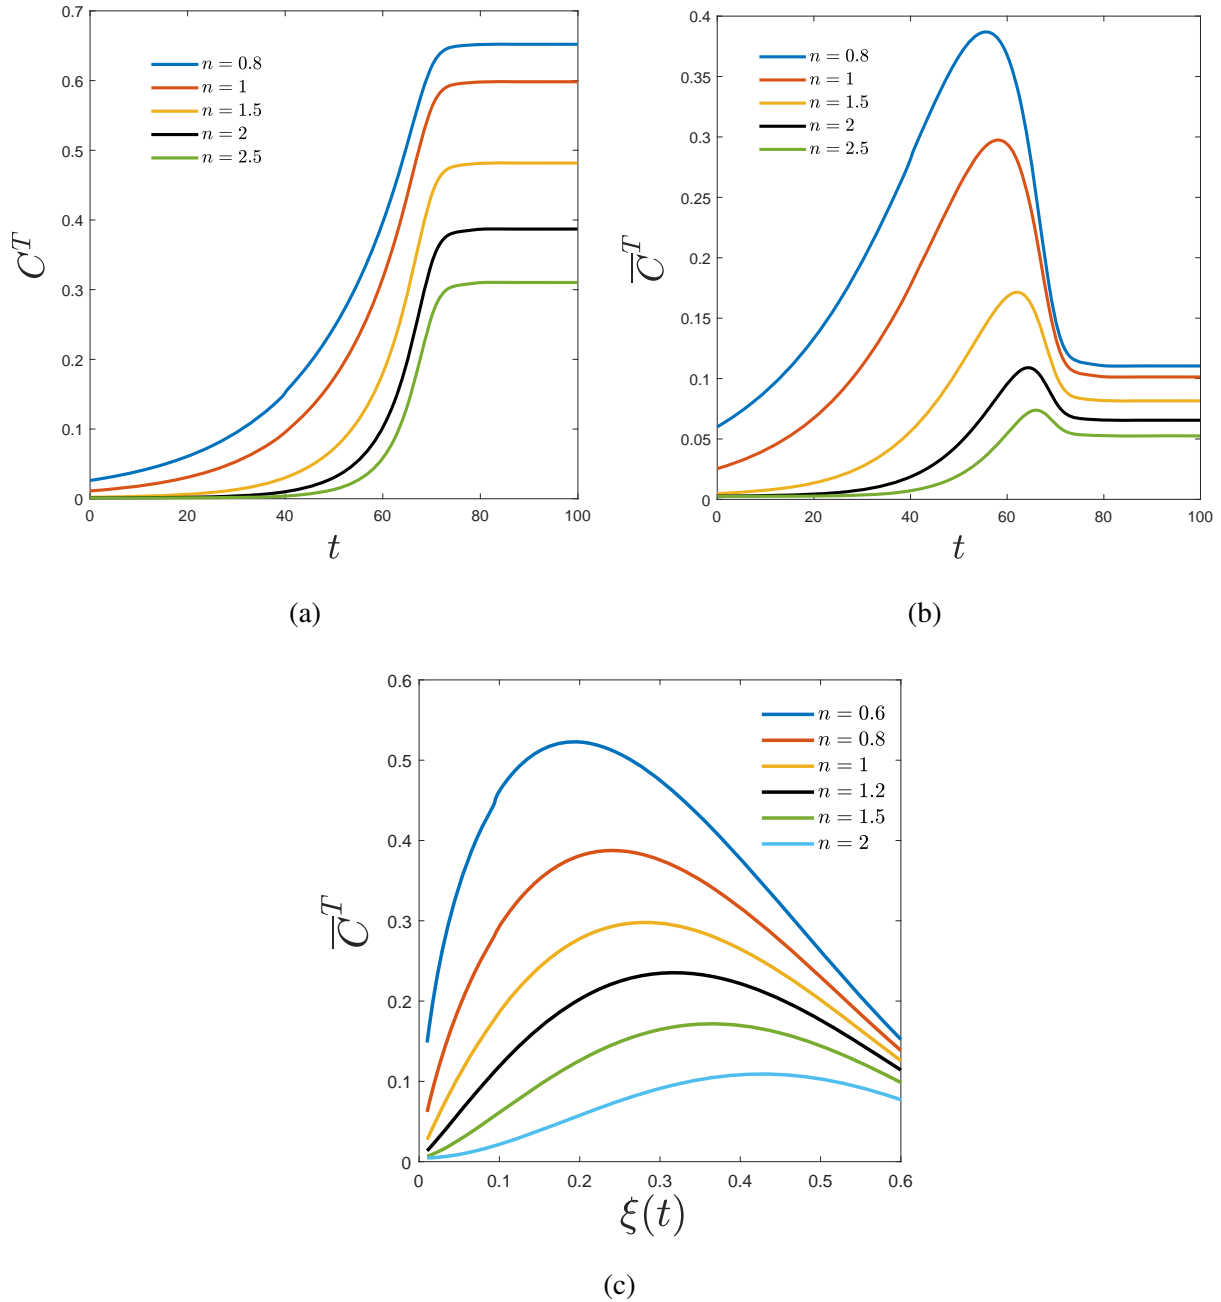 0.7
0.6
0.5
0.4
0.3
0.2
0.1
0
0 20 40 60 80 100
C^T
t
n = 0.8
n = 1
n = 1.5
n = 2
n = 2.5
(a)
0.4
0.35
0.3
0.25
0.2
0.15
0.1
0.05
0
0 20 40 60 80 100
C̅^T
t
n = 0.8
n = 1
n = 1.5
n = 2
n = 2.5
(b)
0.6
0.5
0.4
0.3
0.2
0.1
0
0 0.1 0.2 0.3 0.4 0.5 0.6
C̅^T
ξ(t)
n = 0.6
n = 0.8
n = 1
n = 1.2
n = 1.5
n = 2
(c)